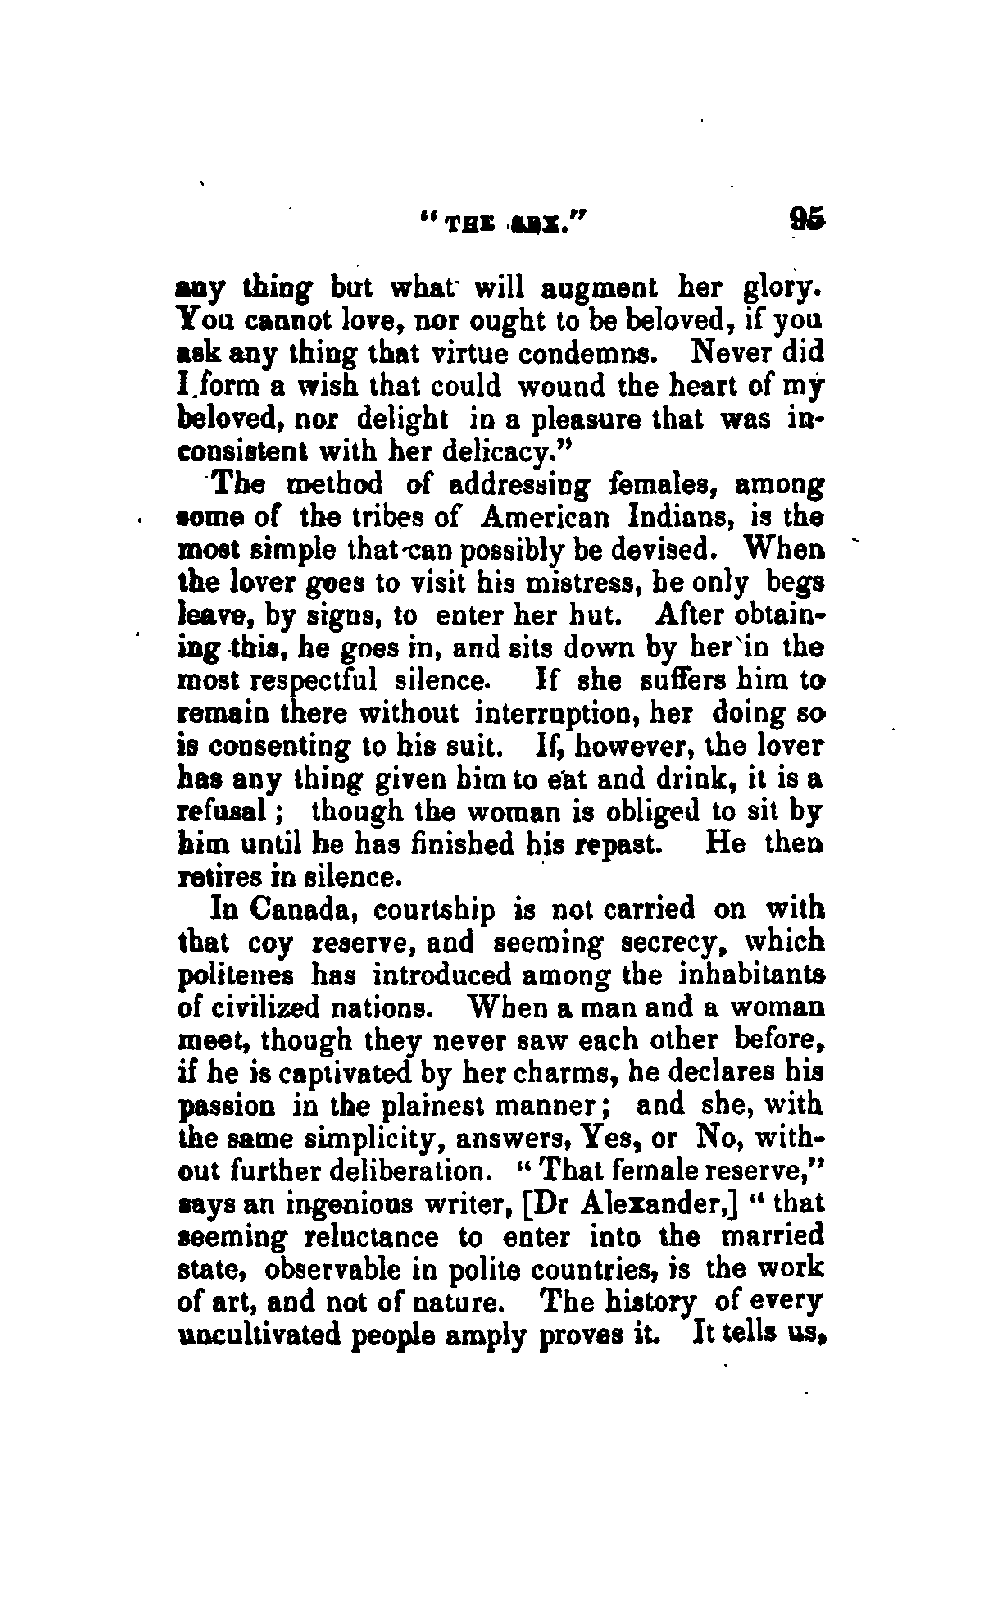 "THE 95
any thing but what will augment her glory.
You cannot love, nor ought to be beloved, if you
ask any thing that virtue condemns. Never did
I form a wish that could wound the heart of my
beloved, nor delight in a pleasure that was in-
consistent with her delicacy."
The method of addressing females, among
some of the tribes of American Indians, is the
most simple that can possibly be devised. When
the lover goes to visit his mistress, he only begs
leave, by signs, to enter her hut. After obtain-
ing this, he goes in, and sits down by her in the
most respectful silence. If she suffers him to
remain there without interruption, her doing so
is consenting to his suit. If, however, the lover
has any thing given him to eat and drink, it is a
refusal; though the woman is obliged to sit by
him until he has finished his repast. He then
retires in silence.
In Canada, courtship is not carried on with
that coy reserve, and seeming secrecy, which
politenes has introduced among the inhabitants
of civilized nations. When a man and a woman
meet, though they never saw each other before,
if he is captivated by her charms, he declares his
passion in the plainest manner; and she, with
the same simplicity, answers, Yes, or No, with-
out further deliberation. "That female reserve,"
says an ingenious writer, [Dr Alexander,] "that
seeming reluctance to enter into the married
state, observable in polite countries, is the work
of art, and not of nature. The history of every
uncultivated people amply proves it. It tells us,